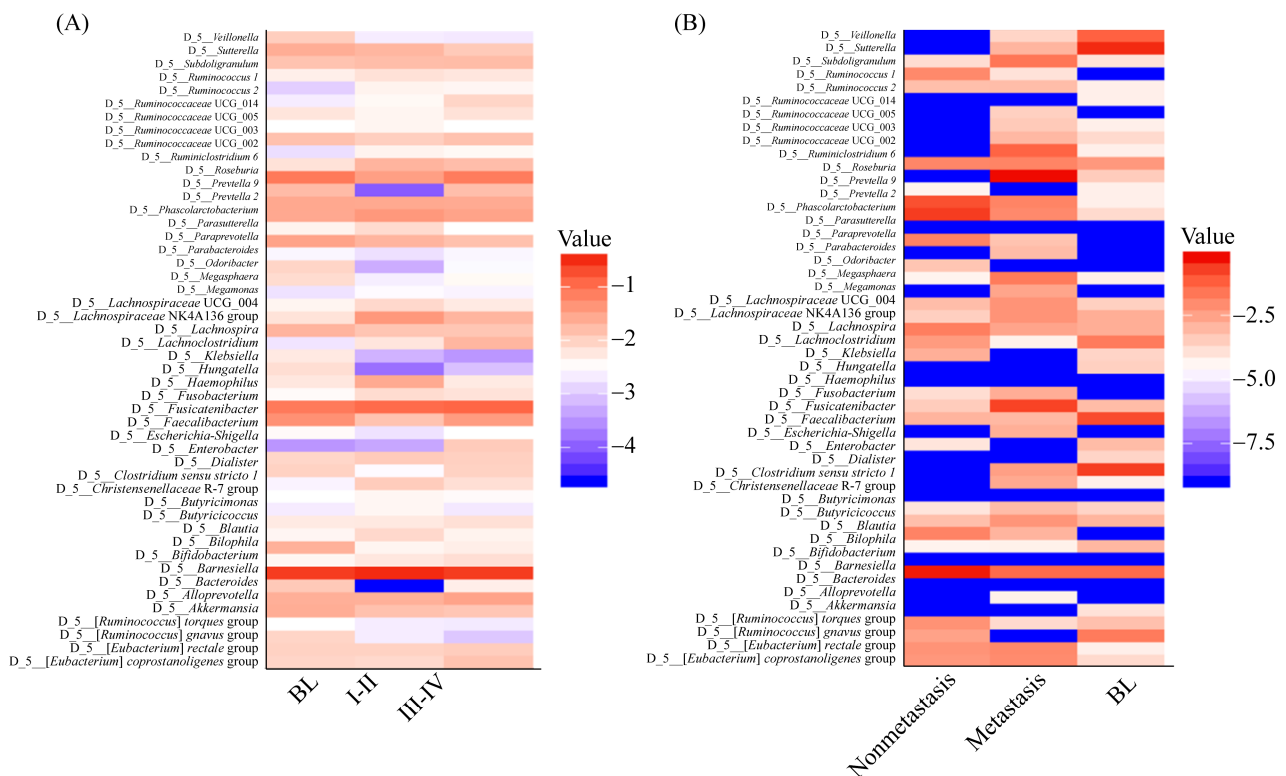 (A)
D_5__Veillonella
D_5__Sutterella
D_5__Subdoligranulum
D_5__Ruminococcus 1
D_5__Ruminococcus 2
D_5__Ruminococcaceae UCG_014
D_5__Ruminococcaceae UCG_005
D_5__Ruminococcaceae UCG_003
D_5__Ruminococcaceae UCG_002
D_5__Ruminiclostridium 6
D_5__Roseburia
D_5__Prevtella 9
D_5__Prevtella 2
D_5__Phascolarctobacterium
D_5__Parasutterella
D_5__Paraprevotella
D_5__Parabacteroides
D_5__Odoribacter
D_5__Megasphaera
D_5__Megamonas
D_5__Lachnospiraceae UCG_004
D_5__Lachnospiraceae NK4A136 group
D_5__Lachnospira
D_5__Lachnoclostridium
D_5__Klebsiella
D_5__Hungatella
D_5__Haemophilus
D_5__Fusobacterium
D_5__Fusicatenibacter
D_5__Faecalibacterium
D_5__Escherichia-Shigella
D_5__Enterobacter
D_5__Dialister
D_5__Clostridium sensu stricto 1
D_5__Christensenellaceae R-7 group
D_5__Butyricimonas
D_5__Butyricicoccus
D_5__Blautia
D_5__Bilophila
D_5__Bifidobacterium
D_5__Barnesiella
D_5__Bacteroides
D_5__Alloprevotella
D_5__Akkermansia
D_5__[Ruminococcus] torques group
D_5__[Ruminococcus] gnavus group
D_5__[Eubacterium] rectale group
D_5__[Eubacterium] coprostanoligenes group
BL
I-II
III-IV
Value
−1
−2
−3
−4
(B)
D_5__Veillonella
D_5__Sutterella
D_5__Subdoligranulum
D_5__Ruminococcus 1
D_5__Ruminococcus 2
D_5__Ruminococcaceae UCG_014
D_5__Ruminococcaceae UCG_005
D_5__Ruminococcaceae UCG_003
D_5__Ruminococcaceae UCG_002
D_5__Ruminiclostridium 6
D_5__Roseburia
D_5__Prevtella 9
D_5__Prevtella 2
D_5__Phascolarctobacterium
D_5__Parasutterella
D_5__Paraprevotella
D_5__Parabacteroides
D_5__Odoribacter
D_5__Megasphaera
D_5__Megamonas
D_5__Lachnospiraceae UCG_004
D_5__Lachnospiraceae NK4A136 group
D_5__Lachnospira
D_5__Lachnoclostridium
D_5__Klebsiella
D_5__Hungatella
D_5__Haemophilus
D_5__Fusobacterium
D_5__Fusicatenibacter
D_5__Faecalibacterium
D_5__Escherichia-Shigella
D_5__Enterobacter
D_5__Dialister
D_5__Clostridium sensu stricto 1
D_5__Christensenellaceae R-7 group
D_5__Butyricimonas
D_5__Butyricicoccus
D_5__Blautia
D_5__Bilophila
D_5__Bifidobacterium
D_5__Barnesiella
D_5__Bacteroides
D_5__Alloprevotella
D_5__Akkermansia
D_5__[Ruminococcus] torques group
D_5__[Ruminococcus] gnavus group
D_5__[Eubacterium] rectale group
D_5__[Eubacterium] coprostanoligenes group
Nonmetastasis
Metastasis
BL
Value
−2.5
−5.0
−7.5